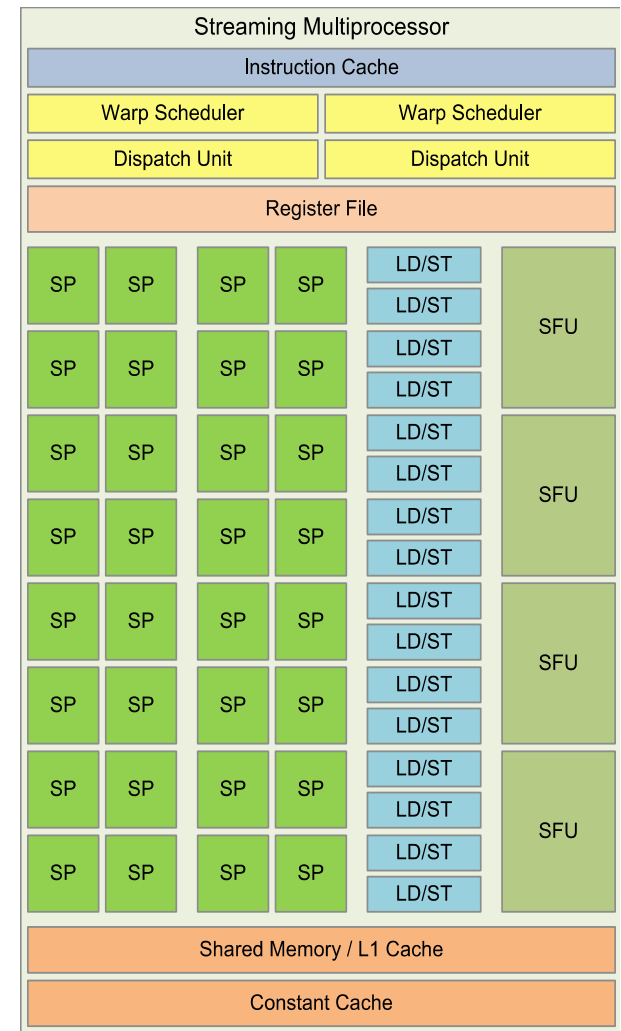 Streaming Multiprocessor
Instruction Cache
Warp Scheduler Warp Scheduler
Dispatch Unit Dispatch Unit
Register File
SP SP SP SP LD/ST SFU
LD/ST
SP SP SP SP LD/ST
LD/ST
SP SP SP SP LD/ST SFU
LD/ST
SP SP SP SP LD/ST
LD/ST
SP SP SP SP LD/ST SFU
LD/ST
SP SP SP SP LD/ST
LD/ST
SP SP SP SP LD/ST SFU
LD/ST
SP SP SP SP LD/ST
LD/ST
Shared Memory / L1 Cache
Constant Cache